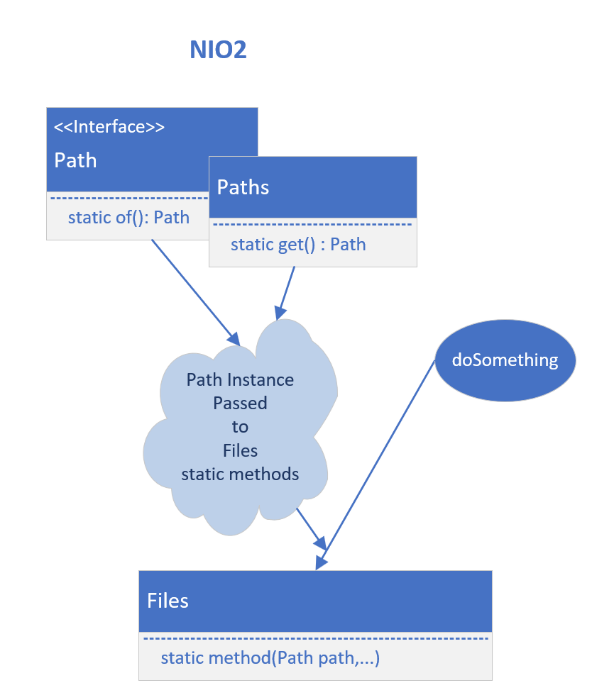 NIO2
<<Interface>>
Path
static of(): Path
Paths
static get() : Path
Path Instance
Passed
to
Files
static methods
doSomething
Files
static method(Path path,...)